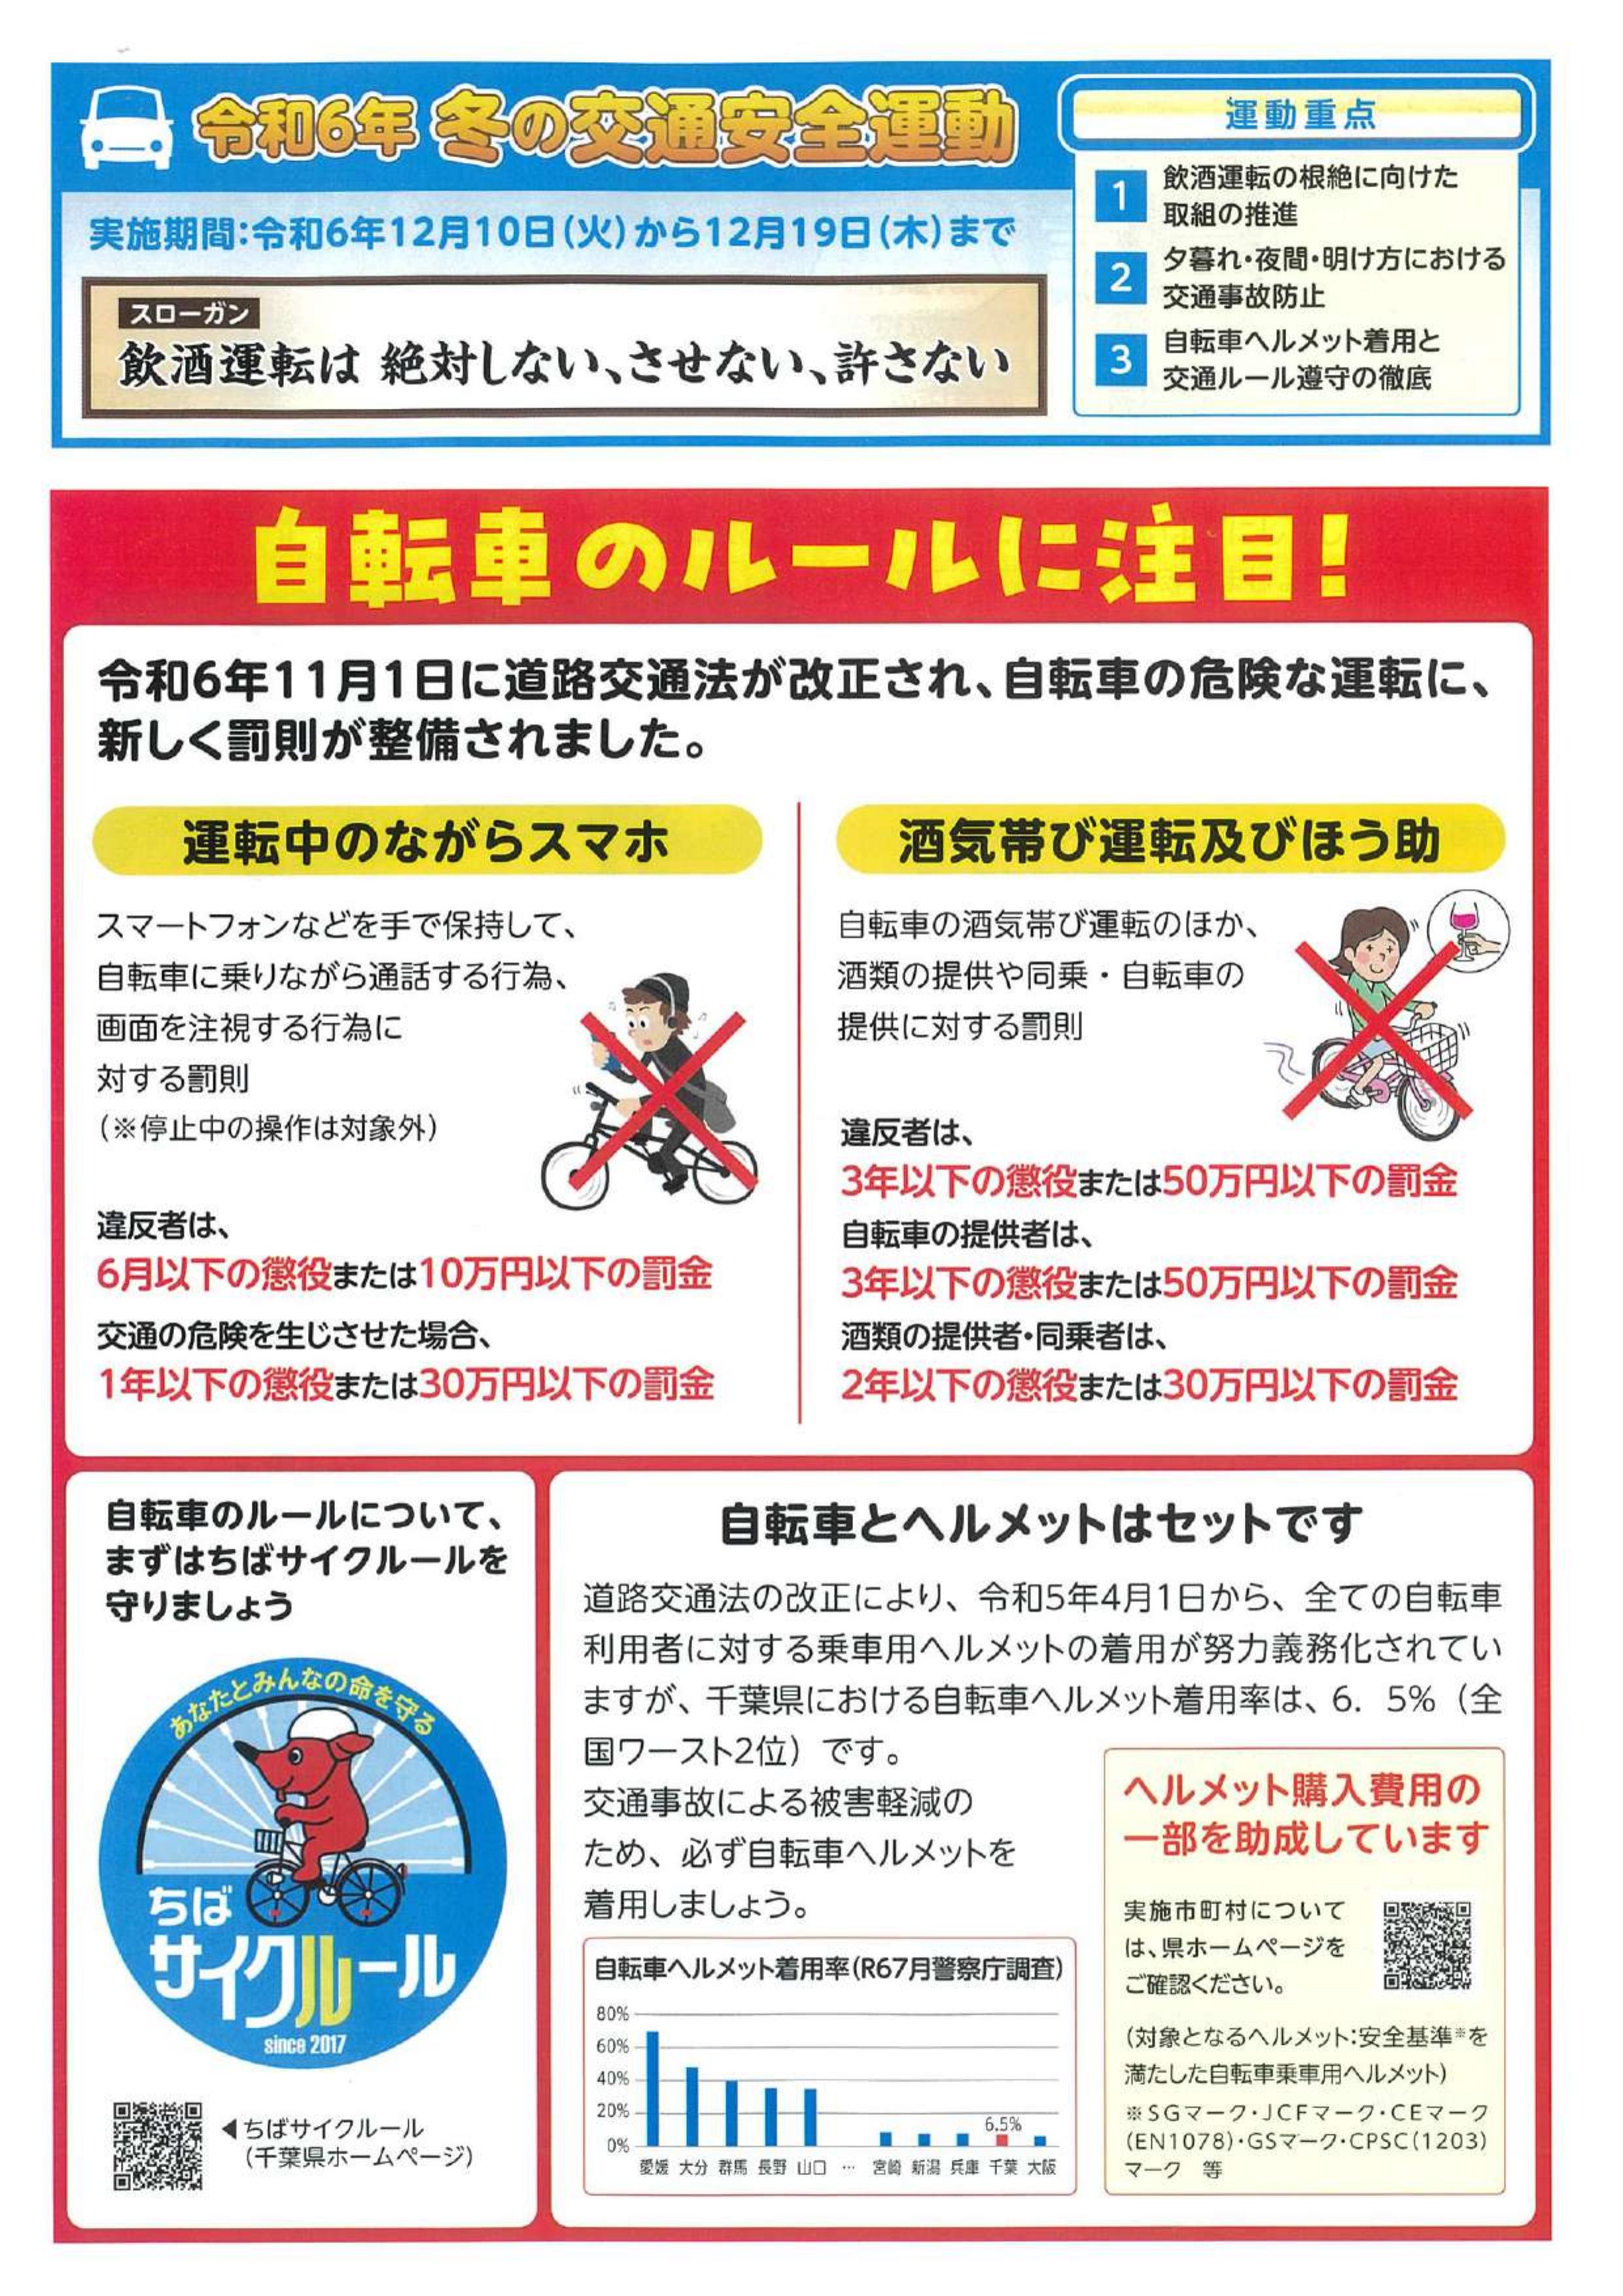 令和6年 冬の交通安全運動
実施期間:令和6年12月10日(火)から12月19日(木)まで
スローガン
飲酒運転は 絶対しない、させない、許さない
運動重点
1 飲酒運転の根絶に向けた
取組の推進
2 夕暮れ・夜間・明け方における
交通事故防止
3 自転車ヘルメット着用と
交通ルール遵守の徹底
自転車のルールに注目!
令和6年11月1日に道路交通法が改正され、自転車の危険な運転に、
新しく罰則が整備されました。
運転中のながらスマホ
スマートフォンなどを手で保持して、
自転車に乗りながら通話する行為、
画面を注視する行為に
対する罰則
(※停止中の操作は対象外)
違反者は、
6月以下の懲役または10万円以下の罰金
交通の危険を生じさせた場合、
1年以下の懲役または30万円以下の罰金
酒気帯び運転及びほう助
自転車の酒気帯び運転のほか、
酒類の提供や同乗・自転車の
提供に対する罰則
違反者は、
3年以下の懲役または50万円以下の罰金
自転車の提供者は、
3年以下の懲役または50万円以下の罰金
酒類の提供者・同乗者は、
2年以下の懲役または30万円以下の罰金
自転車のルールについて、
まずはちばサイクルールを
守りましょう
あなたとみんなの命を守る
ちば
サイクルール
since 2017
◀ちばサイクルール
(千葉県ホームページ)
自転車とヘルメットはセットです
道路交通法の改正により、令和5年4月1日から、全ての自転車
利用者に対する乗車用ヘルメットの着用が努力義務化されてい
ますが、千葉県における自転車ヘルメット着用率は、6.5%(全
国ワースト2位)です。
交通事故による被害軽減の
ため、必ず自転車ヘルメットを
着用しましょう。
自転車ヘルメット着用率(R67月警察庁調査)
80%
60%
40%
20%
0%
6.5%
愛媛 大分 群馬 長野 山口 … 宮崎 新潟 兵庫 千葉 大阪
ヘルメット購入費用の
一部を助成しています
実施市町村について
は、県ホームページを
ご確認ください。
(対象となるヘルメット:安全基準※を
満たした自転車乗車用ヘルメット)
※SGマーク・JCFマーク・CEマーク
(EN1078)・GSマーク・CPSC(1203)
マーク 等